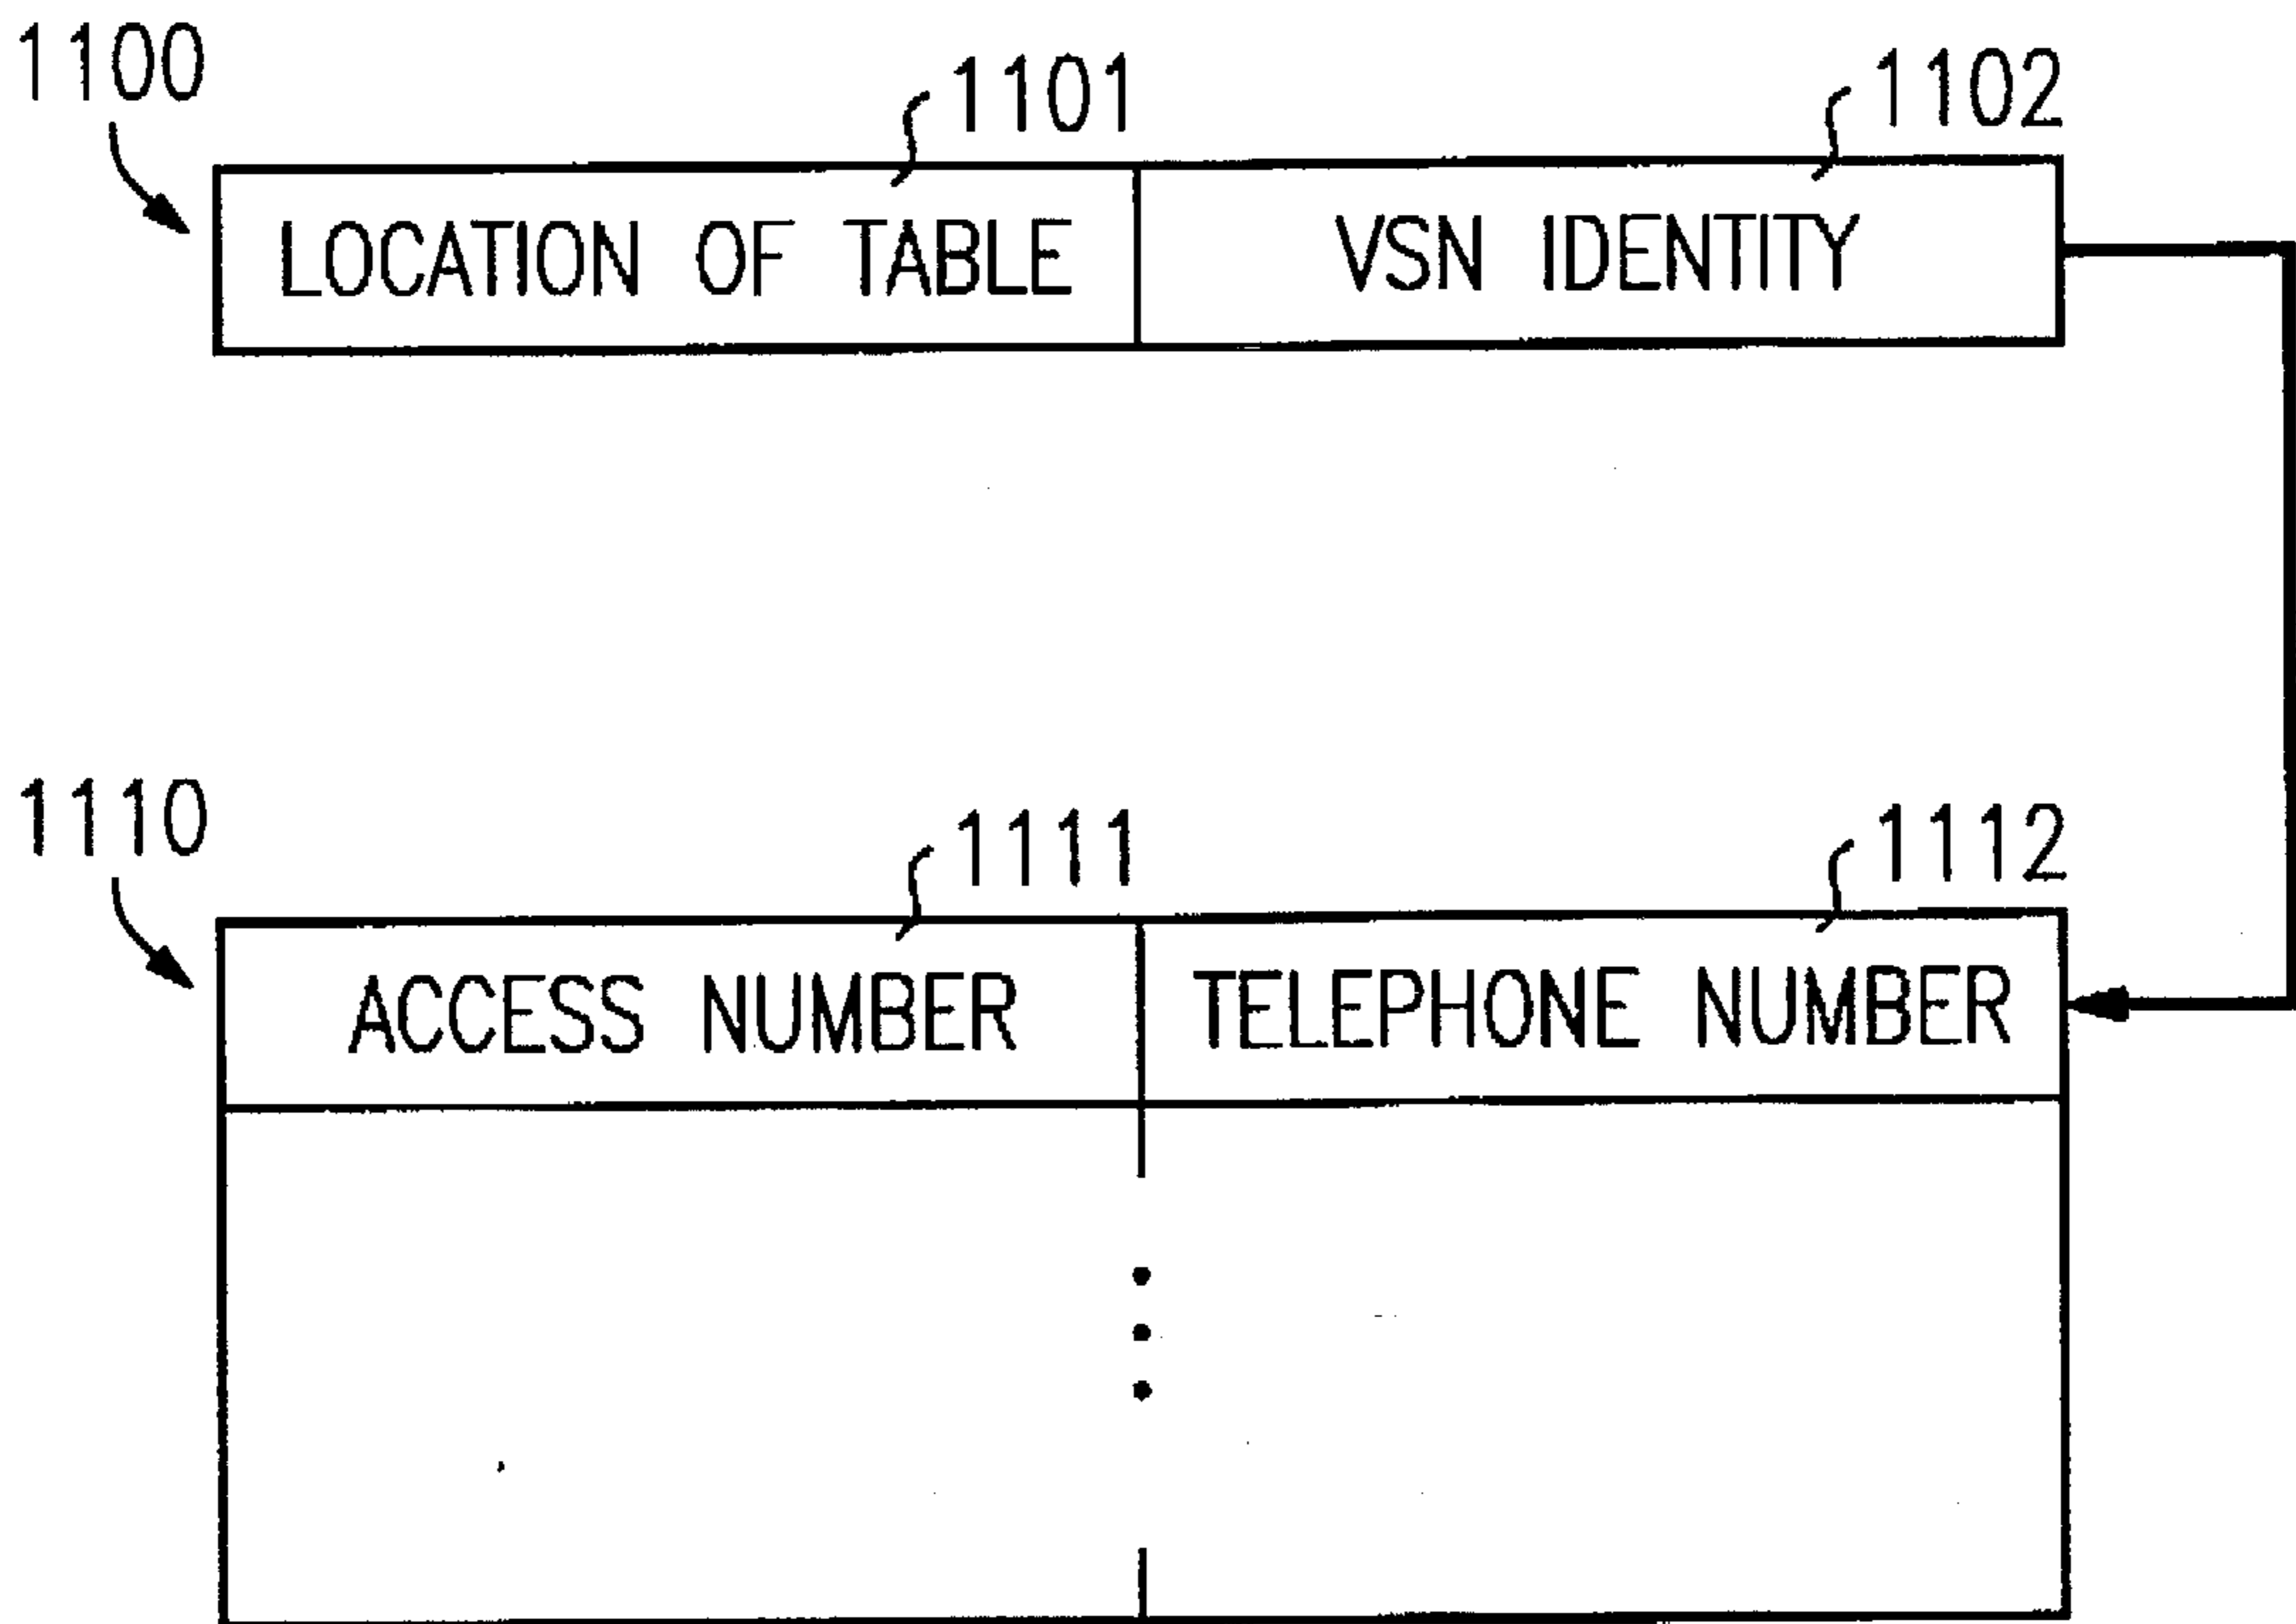 1100
1101
1102
LOCATION OF TABLE
VSN IDENTITY
1110
1111
1112
ACCESS NUMBER
TELEPHONE NUMBER